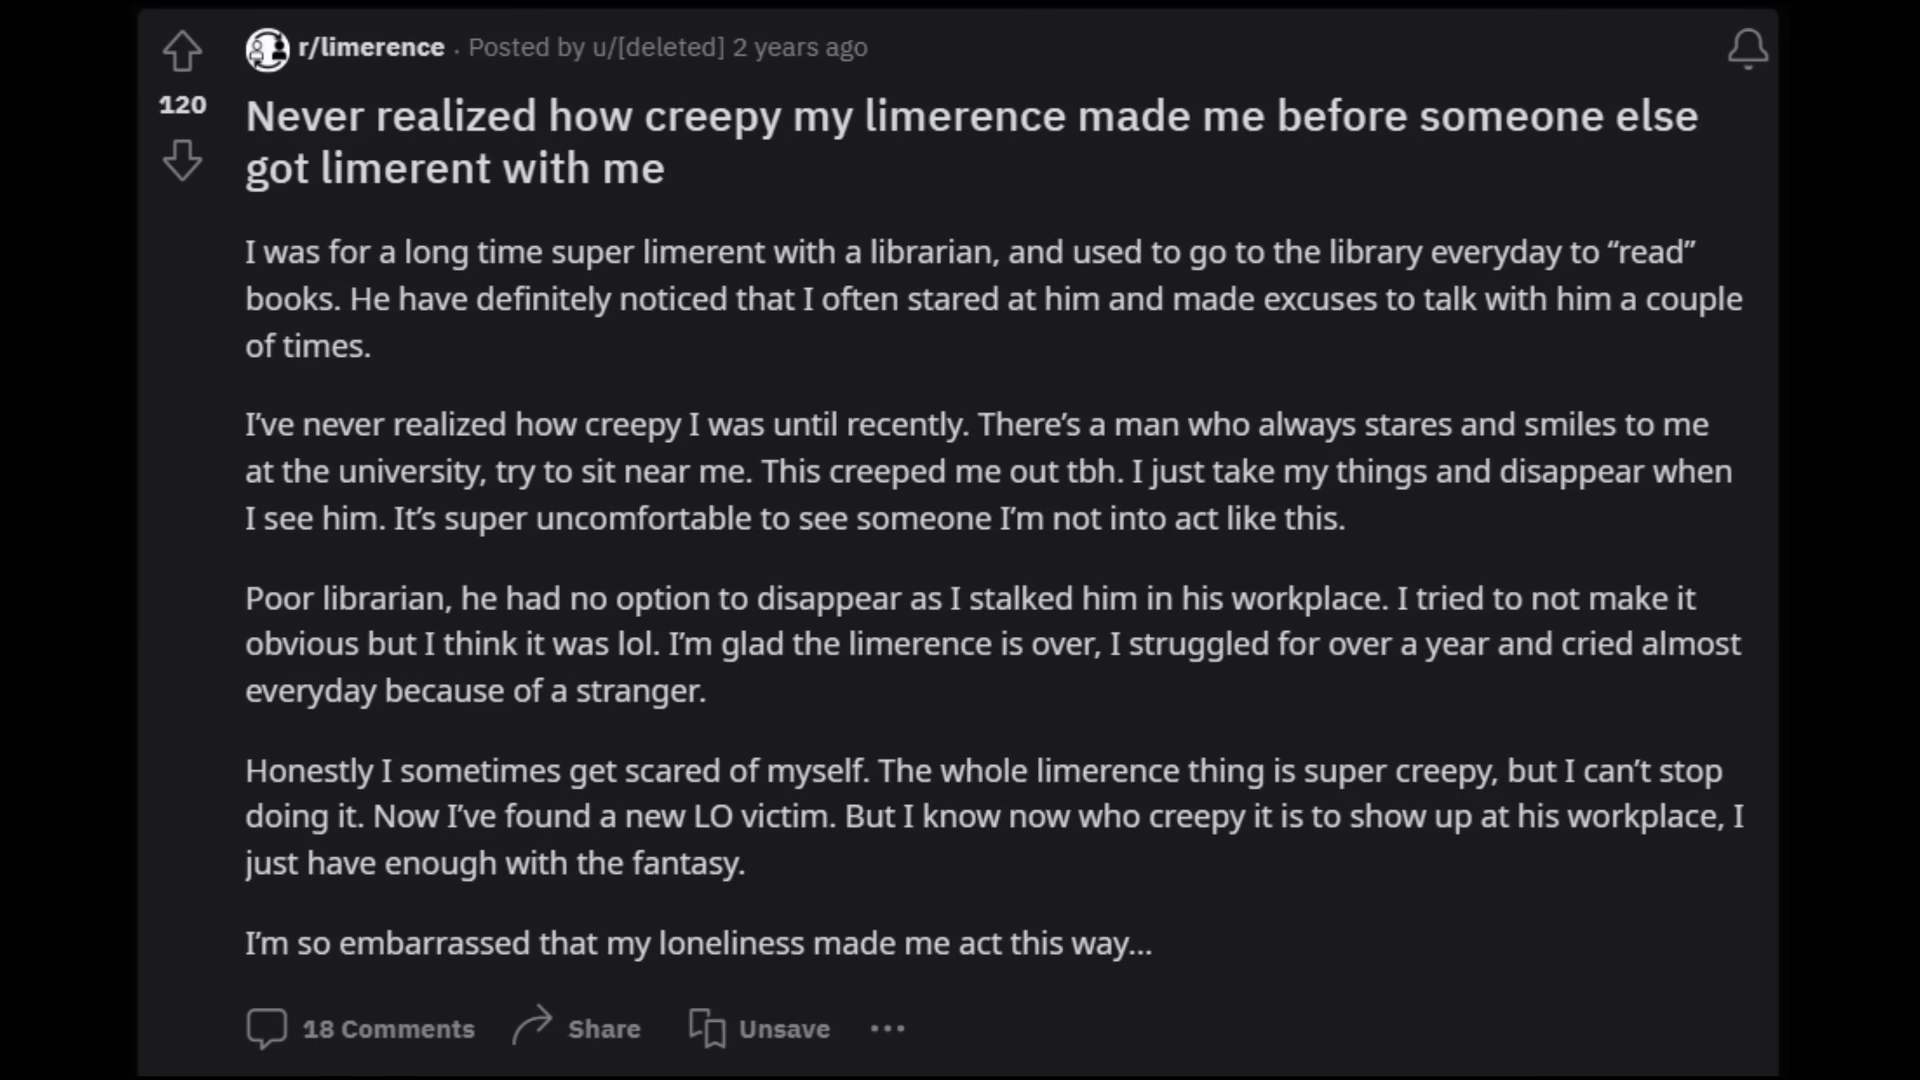 r/limerence · Posted by u/[deleted] 2 years ago
120
Never realized how creepy my limerence made me before someone else
got limerent with me
I was for a long time super limerent with a librarian, and used to go to the library everyday to “read”
books. He have definitely noticed that I often stared at him and made excuses to talk with him a couple
of times.
I’ve never realized how creepy I was until recently. There’s a man who always stares and smiles to me
at the university, try to sit near me. This creeped me out tbh. I just take my things and disappear when
I see him. It’s super uncomfortable to see someone I’m not into act like this.
Poor librarian, he had no option to disappear as I stalked him in his workplace. I tried to not make it
obvious but I think it was lol. I’m glad the limerence is over, I struggled for over a year and cried almost
everyday because of a stranger.
Honestly I sometimes get scared of myself. The whole limerence thing is super creepy, but I can’t stop
doing it. Now I’ve found a new LO victim. But I know now who creepy it is to show up at his workplace, I
just have enough with the fantasy.
I’m so embarrassed that my loneliness made me act this way...
18 Comments Share Unsave ...